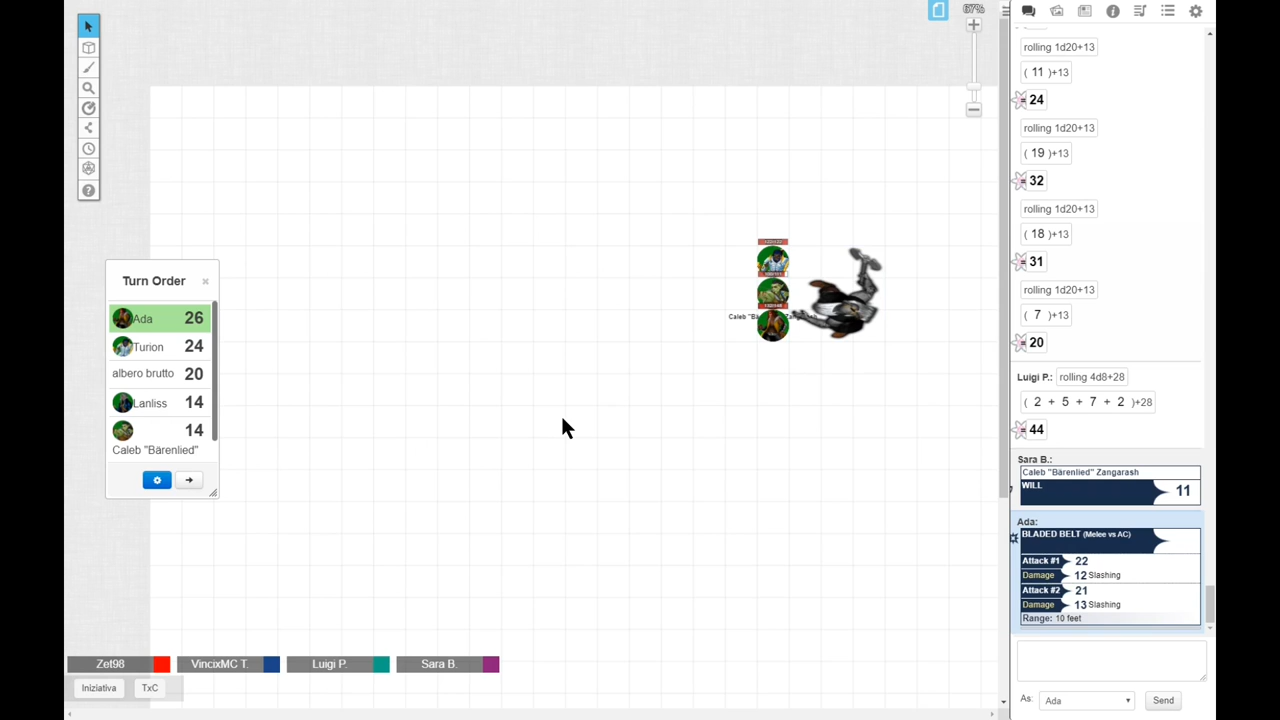 67%
Turn Order ×
Ada 26
Turion 24
albero brutto 20
Lanliss 14
14
Caleb "Bärenlied"
Caleb "Bä
Zangarash
Zet98
VincixMC T.
Luigi P.
Sara B.
Iniziativa
TxC
rolling 1d20+13
( 11 )+13
= 24
rolling 1d20+13
( 19 )+13
= 32
rolling 1d20+13
( 18 )+13
= 31
rolling 1d20+13
( 7 )+13
= 20
Luigi P.: rolling 4d8+28
( 2 + 5 + 7 + 2 )+28
= 44
Sara B.:
Caleb "Bärenlied" Zangarash
WILL 11
Ada:
BLADED BELT (Melee vs AC)
Attack #1 22
Damage 12 Slashing
Attack #2 21
Damage 13 Slashing
Range: 10 feet
As: Ada Send